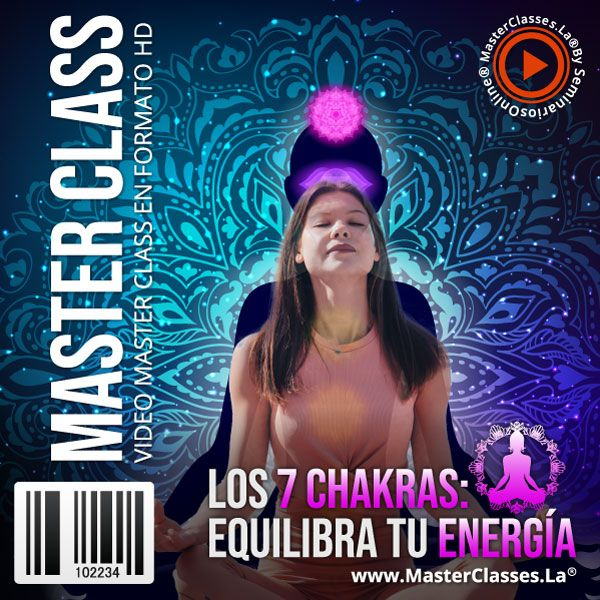 MASTER CLASS
VIDEO MASTER CLASS EN FORMATO HD
MasterClasses.La® By SeminariosOnline®
LOS 7 CHAKRAS:
EQUILIBRA TU ENERGÍA
www.MasterClasses.La®
102234